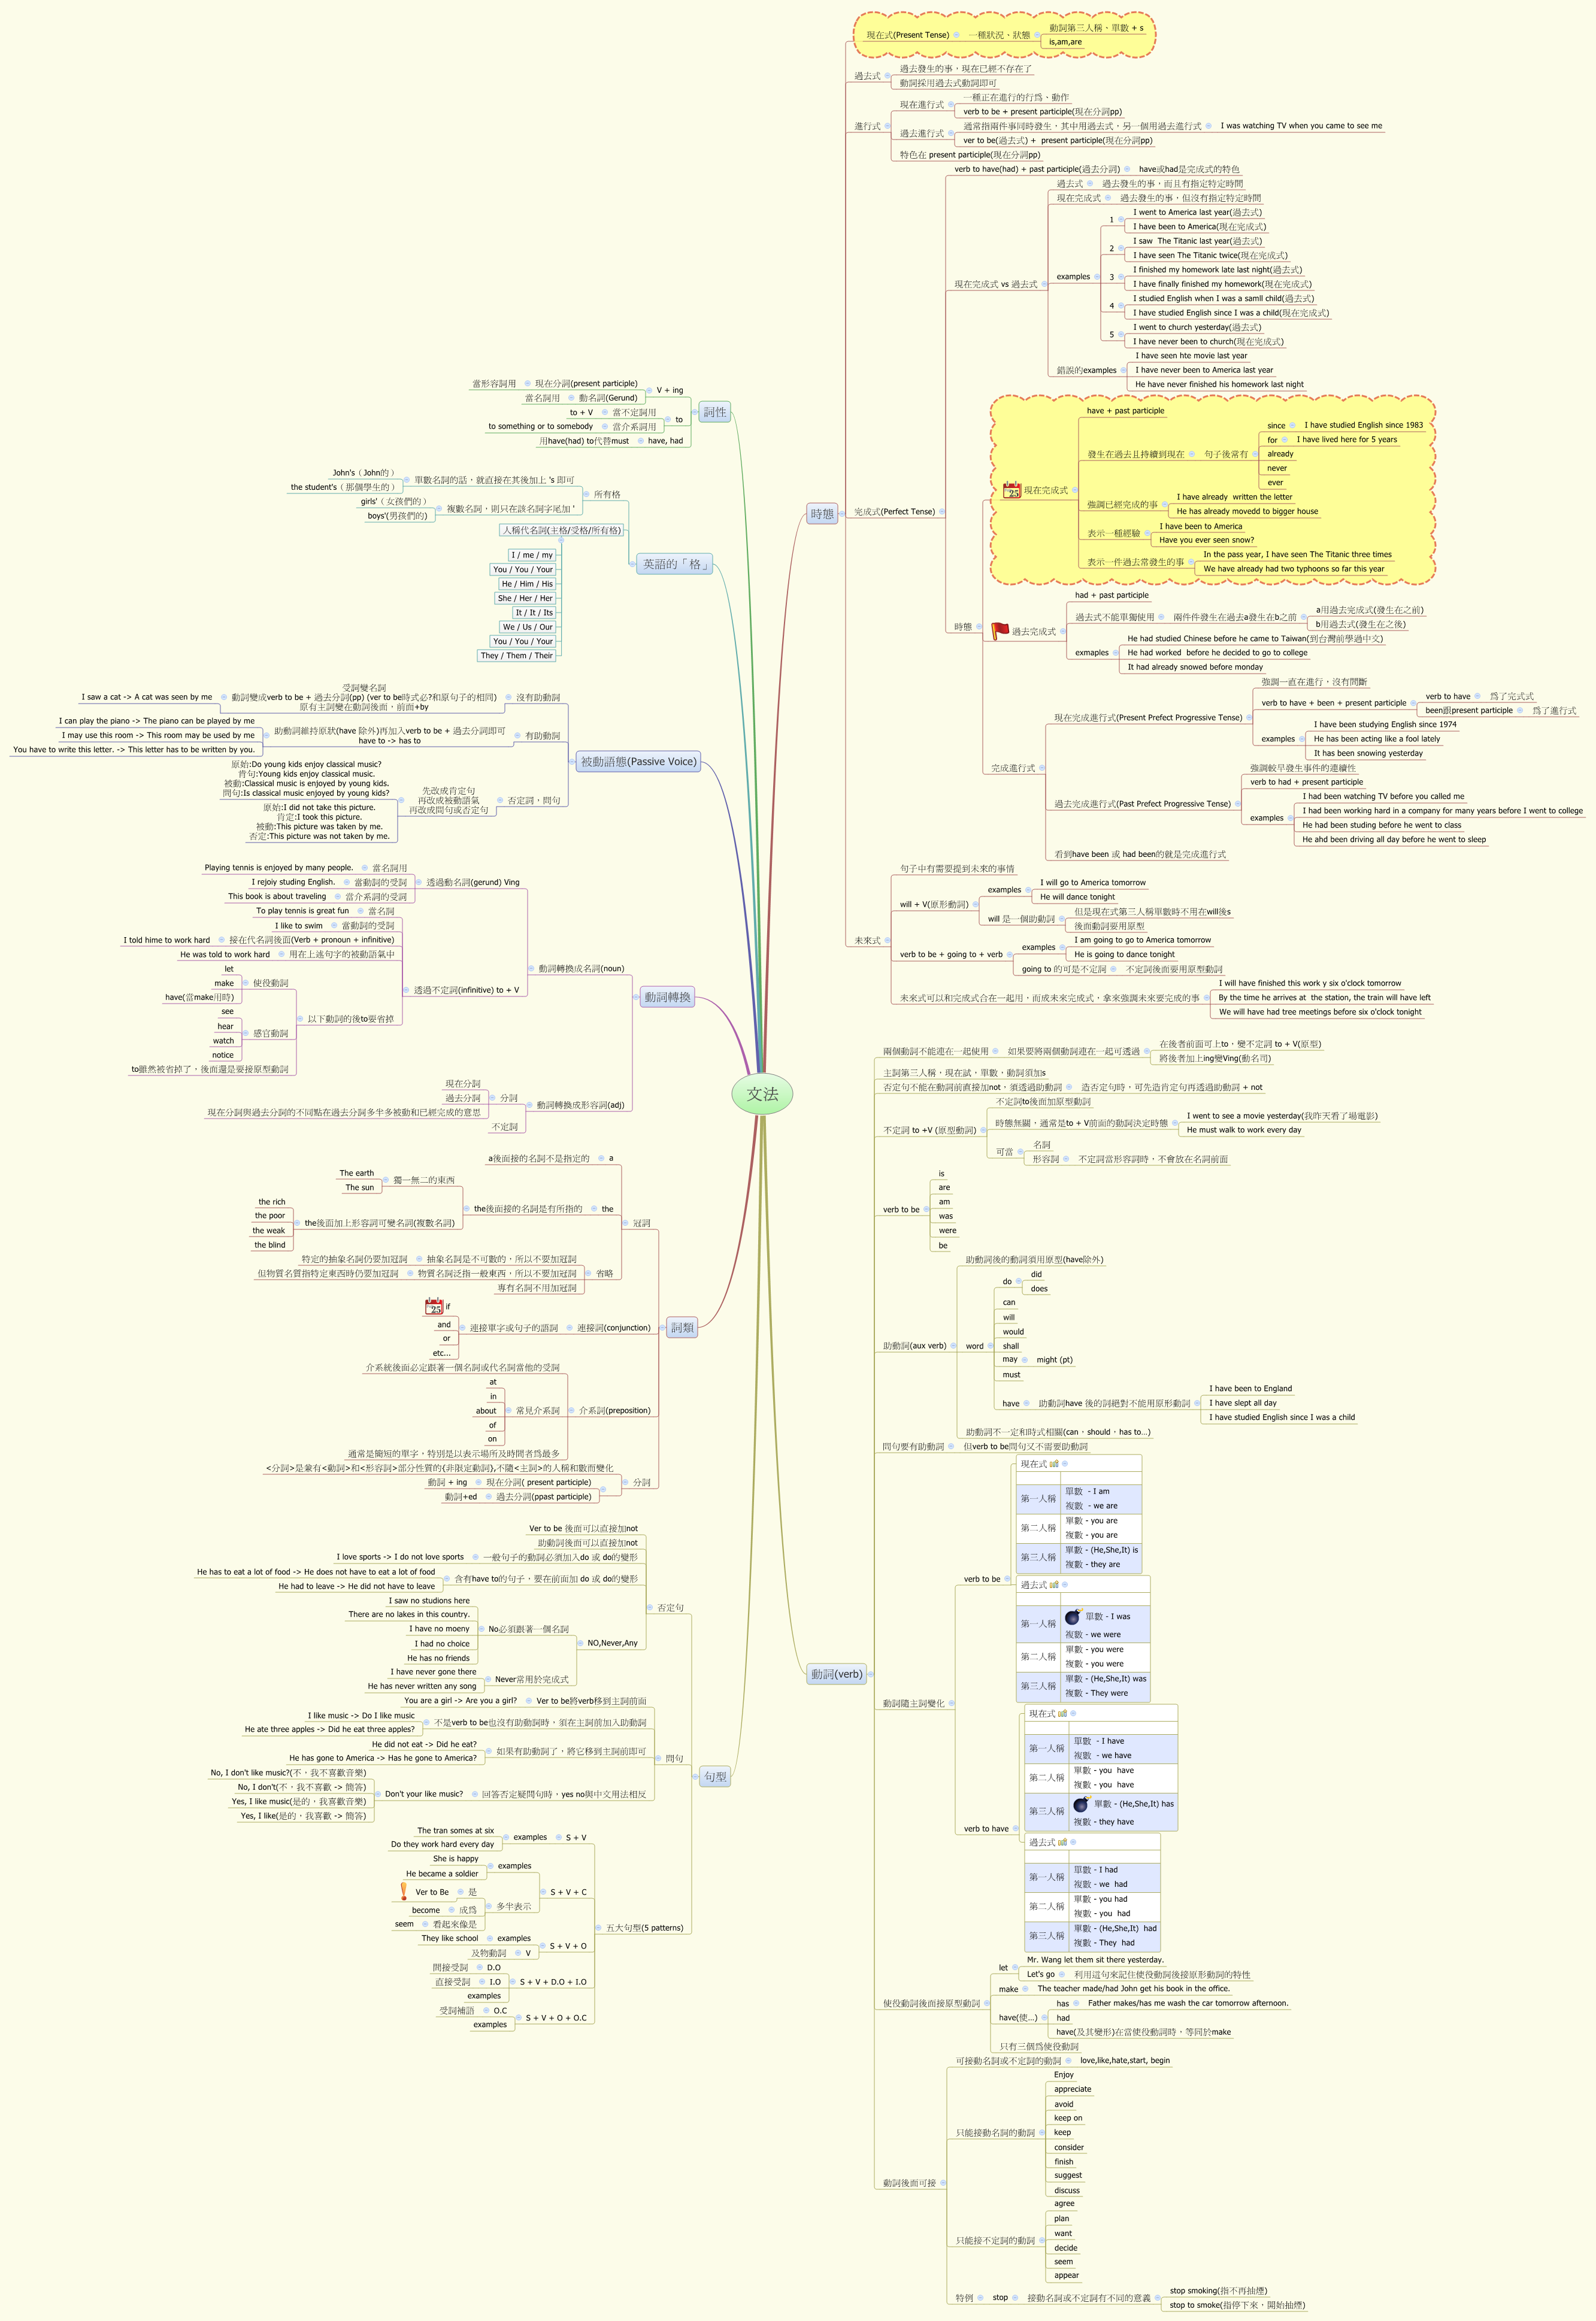 文法
時態
現在式(Present Tense)
一種狀況、狀態
動詞第三人稱，單數 + s
is,am,are
過去式
過去發生的事，現在已經不存在了
動詞採用過去式動詞即可
進行式
現在進行式
一種正在進行的行為、動作
verb to be + present participle(現在分詞pp)
過去進行式
通常指兩件事同時發生，其中用過去式，另一個用過去進行式
I was watching TV when you came to see me
ver to be(過去式) +  present participle(現在分詞pp)
特色在 present participle(現在分詞pp)
完成式(Perfect Tense)
verb to have(had) + past participle(過去分詞)
have或had是完成式的特色
現在完成式 vs 過去式
過去式
過去發生的事，而且有指定特定時間
現在完成式
過去發生的事，但沒有指定特定時間
examples
1
I went to America last year(過去式)
I have been to America(現在完成式)
2
I saw  The Titanic last year(過去式)
I have seen The Titanic twice(現在完成式)
3
I finished my homework late last night(過去式)
I have finally finished my homework(現在完成式)
4
I studied English when I was a samll child(過去式)
I have studied English since I was a child(現在完成式)
5
I went to church yesterday(過去式)
I have never been to church(現在完成式)
錯誤的examples
I have seen hte movie last year
I have never been to America last year
He have never finished his homework last night
時態
25
現在完成式
have + past participle
發生在過去且持續到現在
句子後常有
since
I have studied English since 1983
for
I have lived here for 5 years
already
never
ever
強調已經完成的事
I have already  written the letter
He has already movedd to bigger house
表示一種經驗
I have been to America
Have you ever seen snow?
表示一件過去常發生的事
In the pass year, I have seen The Titanic three times
We have already had two typhoons so far this year
過去完成式
had + past participle
過去式不能單獨使用
兩件件發生在過去a發生在b之前
a用過去完成式(發生在之前)
b用過去式(發生在之後)
exmaples
He had studied Chinese before he came to Taiwan(到台灣前學過中文)
He had worked  before he decided to go to college
It had already snowed before monday
完成進行式
現在完成進行式(Present Prefect Progressive Tense)
強調一直在進行，沒有間斷
verb to have + been + present participle
verb to have
為了完式式
been跟present participle
為了進行式
examples
I have been studying English since 1974
He has been acting like a fool lately
It has been snowing yesterday
過去完成進行式(Past Prefect Progressive Tense)
強調較早發生事件的連續性
verb to had + present participle
examples
I had been watching TV before you called me
I had been working hard in a company for many years before I went to college
He had been studing before he went to class
He ahd been driving all day before he went to sleep
看到have been 或 had been的就是完成進行式
未來式
句子中有需要提到未來的事情
will + V(原形動詞)
examples
I will go to America tomorrow
He will dance tonight
will 是一個助動詞
但是現在式第三人稱單數時不用在will後s
後面動詞要用原型
verb to be + going to + verb
examples
I am going to go to America tomorrow
He is going to dance tonight
going to 的可是不定詞
不定詞後面要用原型動詞
未來式可以和完成式合在一起用，而成未來完成式，拿來強調未來要完成的事
I will have finished this work y six o'clock tomorrow
By the time he arrives at  the station, the train will have left
We will have had tree meetings before six o'clock tonight
動詞(verb)
兩個動詞不能連在一起使用
如果要將兩個動詞連在一起可透過
在後者前面可上to，變不定詞 to + V(原型)
將後者加上ing變Ving(動名司)
主詞第三人稱，現在試，單數，動詞須加s
否定句不能在動詞前直接加not，須透過助動詞
造否定句時，可先造肯定句再透過助動詞 + not
不定詞 to +V (原型動詞)
不定詞to後面加原型動詞
時態無關，通常是to + V前面的動詞決定時態
I went to see a movie yesterday(我昨天看了場電影)
He must walk to work every day
可當
名詞
形容詞
不定詞當形容詞時，不會放在名詞前面
verb to be
is
are
am
was
were
be
助動詞(aux verb)
助動詞後的動詞須用原型(have除外)
word
do
did
does
can
will
would
shall
may
might (pt)
must
have
助動詞have 後的詞絕對不能用原形動詞
I have been to England
I have slept all day
I have studied English since I was a child
助動詞不一定和時式相關(can，should，has to...)
問句要有助動詞
但verb to be問句又不需要助動詞
動詞隨主詞變化
verb to be
現在式
第一人稱
單數  - I am
複數  - we are
第二人稱
單數 - you are
複數 - you are
第三人稱
單數 - (He,She,It) is
複數 - they are
過去式
第一人稱
單數 - I was
複數 - we were
第二人稱
單數 - you were
複數 - you were
第三人稱
單數 - (He,She,It) was
複數 - They were
verb to have
現在式
第一人稱
單數  - I have
複數  - we have
第二人稱
單數 - you  have
複數 - you  have
第三人稱
單數 - (He,She,It) has
複數 - they have
過去式
第一人稱
單數 - I had
複數 - we  had
第二人稱
單數 - you had
複數 - you  had
第三人稱
單數 - (He,She,It)  had
複數 - They  had
使役動詞後面接原型動詞
let
Mr. Wang let them sit there yesterday.
Let's go
利用這句來記住使役動詞後接原形動詞的特性
make
The teacher made/had John get his book in the office.
have(使...)
has
Father makes/has me wash the car tomorrow afternoon.
had
have(及其變形)在當使役動詞時，等同於make
只有三個為使役動詞
動詞後面可接
可接動名詞或不定詞的動詞
love,like,hate,start, begin
只能接動名詞的動詞
Enjoy
appreciate
avoid
keep on
keep
consider
finish
suggest
discuss
只能接不定詞的動詞
agree
plan
want
decide
seem
appear
特例
stop
接動名詞或不定詞有不同的意義
stop smoking(指不再抽煙)
stop to smoke(指停下來，開始抽煙)
詞性
V + ing
現在分詞(present participle)
當形容詞用
動名詞(Gerund)
當名詞用
to
當不定詞用
to + V
當介系詞用
to something or to somebody
have, had
用have(had) to代替must
英語的「格」
所有格
單數名詞的話，就直接在其後加上 's 即可
John's（John的）
the student's（那個學生的）
複數名詞，則只在該名詞字尾加 '
girls'（女孩們的）
boys'(男孩們的)
人稱代名詞(主格/受格/所有格)
I / me / my
You / You / Your
He / Him / His
She / Her / Her
It / It / Its
We / Us / Our
You / You / Your
They / Them / Their
被動語態(Passive Voice)
沒有助動詞
受詞變名詞
動詞變成verb to be + 過去分詞(pp) (ver to be時式必?和原句子的相同)
原有主詞變在動詞後面，前面+by
I saw a cat -> A cat was seen by me
有助動詞
助動詞維持原狀(have 除外)再加入verb to be + 過去分詞即可
have to -> has to
I can play the piano -> The piano can be played by me
I may use this room -> This room may be used by me
You have to write this letter. -> This letter has to be written by you.
否定詞，問句
先改成肯定句
再改成被動語氣
再改成問句或否定句
原始:Do young kids enjoy classical music?
肯句:Young kids enjoy classical music.
被動:Classical music is enjoyed by young kids.
問句:Is classical music enjoyed by young kids?
原始:I did not take this picture.
肯定:I took this picture.
被動:This picture was taken by me.
否定:This picture was not taken by me.
動詞轉換
動詞轉換成名詞(noun)
透過動名詞(gerund) Ving
當名詞用
Playing tennis is enjoyed by many people.
當動詞的受詞
I rejoiy studing English.
當介系詞的受詞
This book is about traveling
透過不定詞(infinitive) to + V
當名詞
To play tennis is great fun
當動詞的受詞
I like to swim
接在代名詞後面(Verb + pronoun + infinitive)
I told hime to work hard
用在上述句字的被動語氣中
He was told to work hard
以下動詞的後to要省掉
使役動詞
let
make
have(當make用時)
感官動詞
see
hear
watch
notice
to雖然被省掉了，後面還是要接原型動詞
動詞轉換成形容詞(adj)
分詞
現在分詞
過去分詞
現在分詞與過去分詞的不同點在過去分詞多半多被動和已經完成的意思
不定詞
詞類
冠詞
a
a後面接的名詞不是指定的
the
the後面接的名詞是有所指的
獨一無二的東西
The earth
The sun
the後面加上形容詞可變名詞(複數名詞)
the rich
the poor
the weak
the blind
省略
抽象名詞是不可數的，所以不要加冠詞
特定的抽象名詞仍要加冠詞
物質名詞泛指一般東西，所以不要加冠詞
但物質名質指特定東西時仍要加冠詞
專有名詞不用加冠詞
連接詞(conjunction)
連接單字或句子的語詞
25
if
and
or
etc...
介系詞(preposition)
介系統後面必定跟著一個名詞或代名詞當他的受詞
常見介系詞
at
in
about
of
on
通常是簡短的單字，特別是以表示場所及時間者為最多
分詞
<分詞>是兼有<動詞>和<形容詞>部分性質的{非限定動詞},不隨<主詞>的人稱和數而變化
現在分詞( present participle)
動詞 + ing
過去分詞(ppast participle)
動詞+ed
句型
否定句
Ver to be 後面可以直接加not
助動詞後面可以直接加not
一般句子的動詞必須加入do 或 do的變形
I love sports -> I do not love sports
含有have to的句子，要在前面加 do 或 do的變形
He has to eat a lot of food -> He does not have to eat a lot of food
He had to leave -> He did not have to leave
NO,Never,Any
No必須跟著一個名詞
I saw no studions here
There are no lakes in this country.
I have no moeny
I had no choice
He has no friends
Never常用於完成式
I have never gone there
He has never written any song
問句
Ver to be將verb移到主詞前面
You are a girl -> Are you a girl?
不是verb to be也沒有助動詞時，須在主詞前加入助動詞
I like music -> Do I like music
He ate three apples -> Did he eat three apples?
如果有助動詞了，將它移到主詞前即可
He did not eat -> Did he eat?
He has gone to America -> Has he gone to America?
回答否定疑問句時，yes no與中文用法相反
Don't your like music?
No, I don't like music?(不，我不喜歡音樂)
No, I don't(不，我不喜歡 -> 簡答)
Yes, I like music(是的，我喜歡音樂)
Yes, I like(是的，我喜歡 -> 簡答)
五大句型(5 patterns)
S + V
examples
The tran somes at six
Do they work hard every day
S + V + C
examples
She is happy
He became a soldier
多半表示
是
Ver to Be
成為
become
看起來像是
seem
S + V + O
examples
They like school
V
及物動詞
S + V + D.O + I.O
D.O
間接受詞
I.O
直接受詞
examples
S + V + O + O.C
O.C
受詞補語
examples